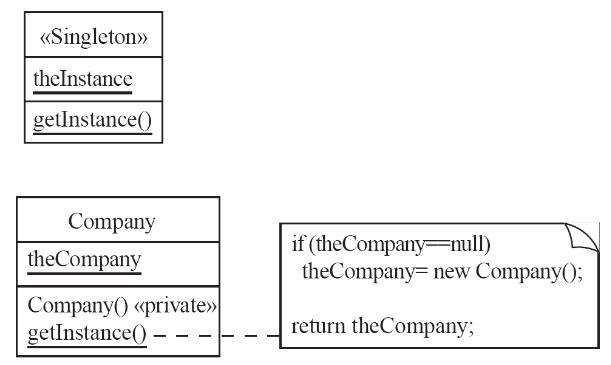 «Singleton»
theInstance
getInstance()
Company
theCompany
Company() «private»
getInstance()
if (theCompany==null)
theCompany= new Company();
return theCompany;